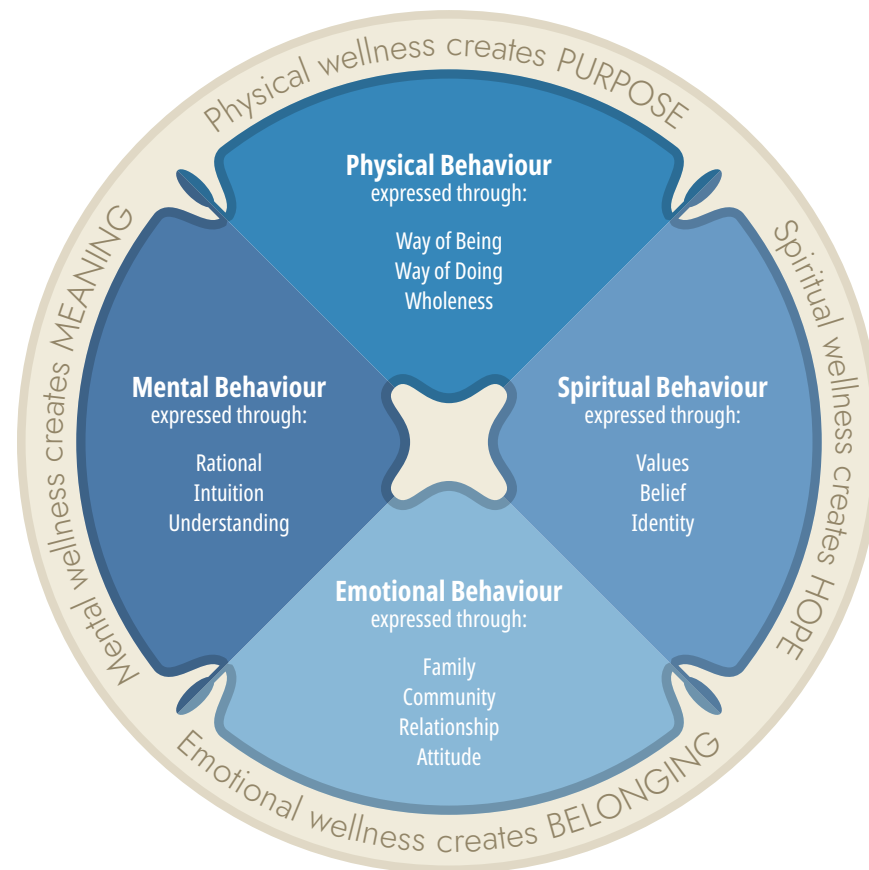 Physical wellness creates PURPOSE
Physical Behaviour
expressed through:
Way of Being
Way of Doing
Wholeness
Mental wellness creates MEANING
Mental Behaviour
expressed through:
Rational
Intuition
Understanding
Spiritual Behaviour
expressed through:
Values
Belief
Identity
Spiritual wellness creates HOPE
Emotional Behaviour
expressed through:
Family
Community
Relationship
Attitude
Emotional wellness creates BELONGING